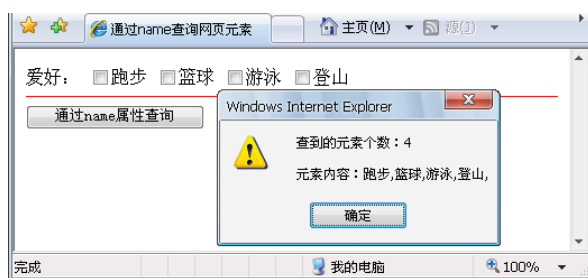 通过name查询网页元素
主页(M)
源(J)
爱好： 跑步 篮球 游泳 登山
通过name属性查询
Windows Internet Explorer
查到的元素个数：4
元素内容：跑步,篮球,游泳,登山,
确定
完成
我的电脑
100%